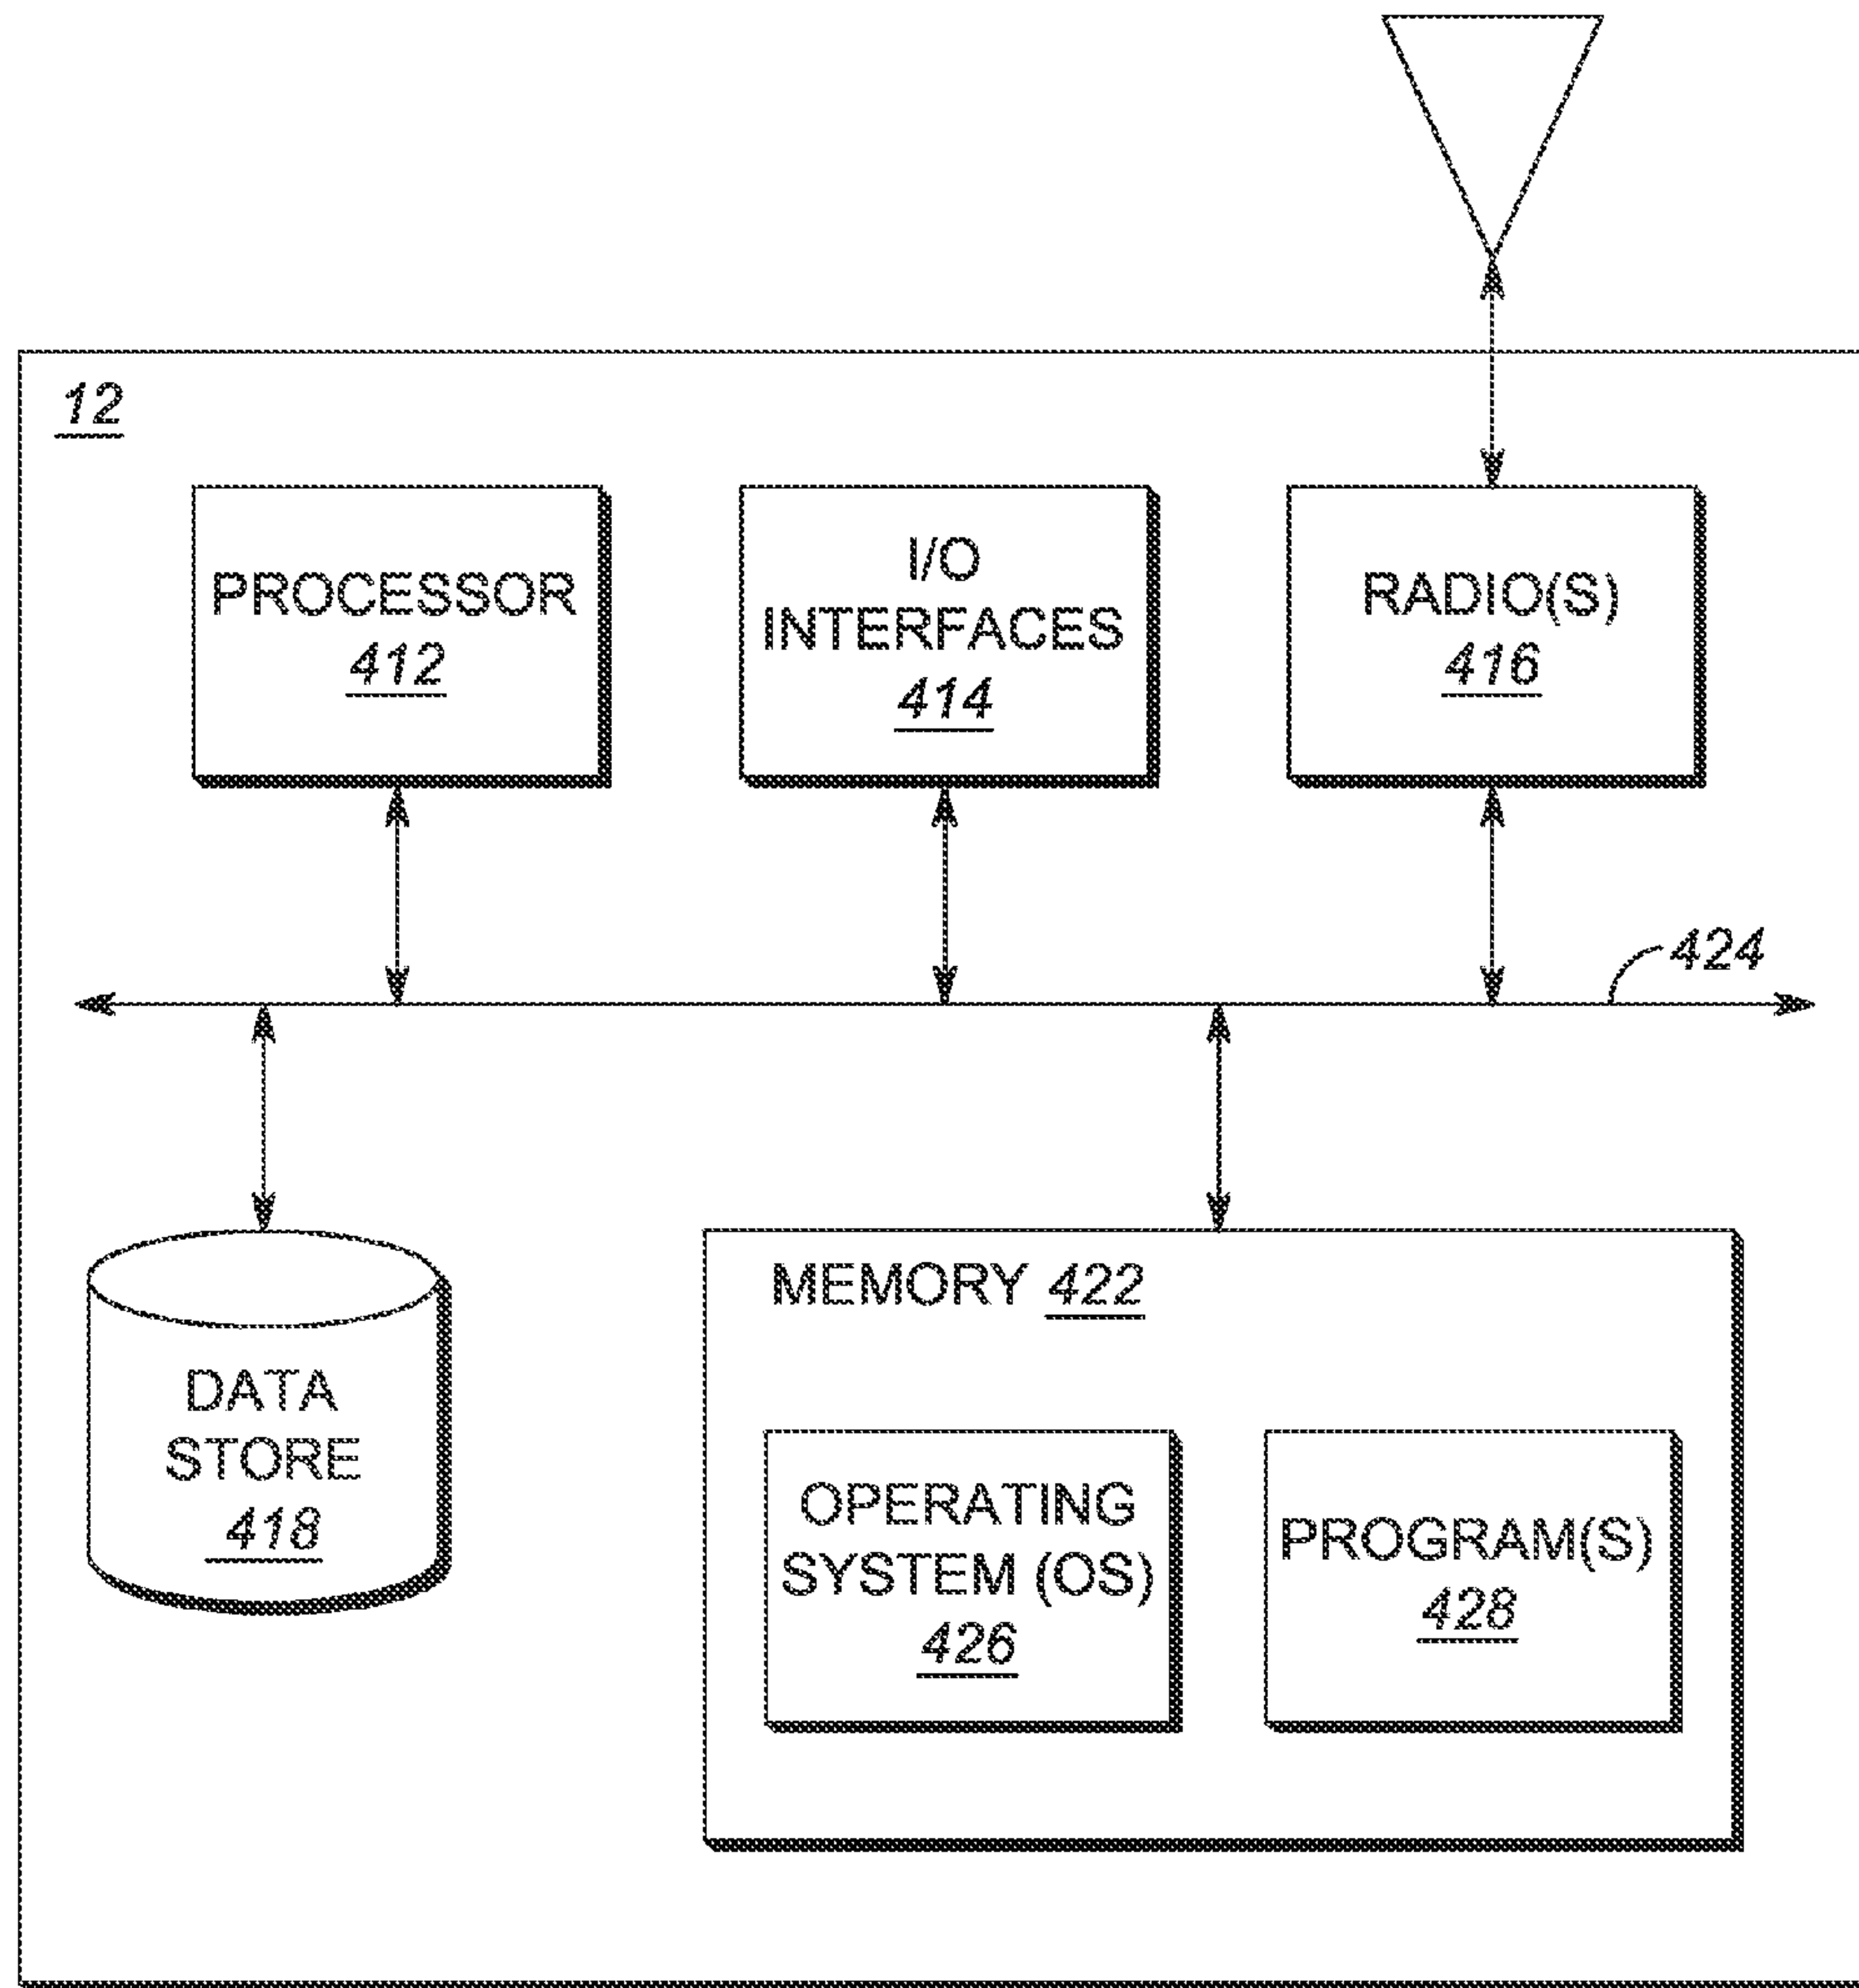 12
PROCESSOR
412
I/O
INTERFACES
414
RADIO(S)
416
424
DATA
STORE
418
MEMORY 422
OPERATING
SYSTEM (OS)
426
PROGRAM(S)
428